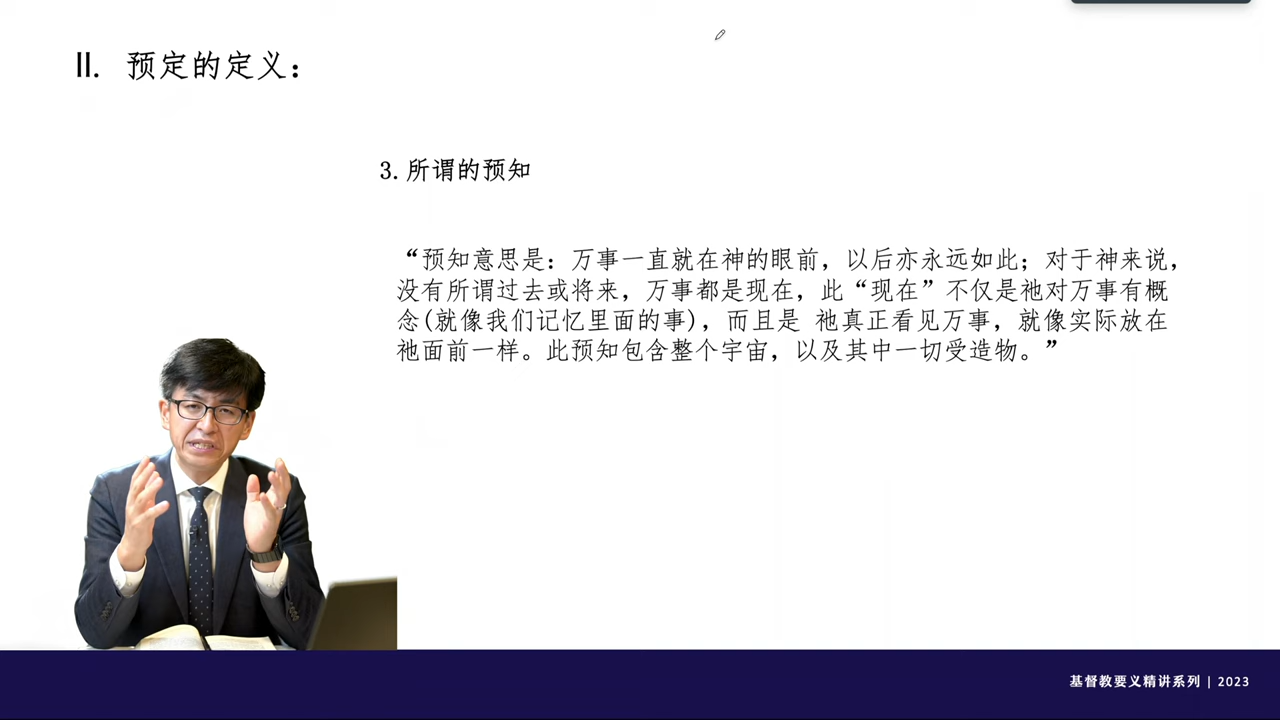 II. 预定的定义：
3. 所谓的预知
“预知意思是：万事一直就在神的眼前，以后亦永远如此；对于神来说，
没有所谓过去或将来，万事都是现在，此“现在”不仅是祂对万事有概
念(就像我们记忆里面的事)，而且是 祂真正看见万事，就像实际放在
祂面前一样。此预知包含整个宇宙，以及其中一切受造物。”
基督教要义精讲系列 | 2023